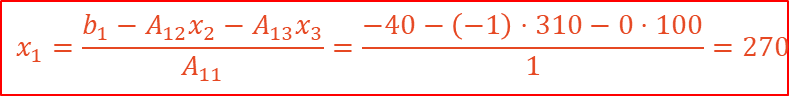 x₁ = (b₁ − A₁₂x₂ − A₁₃x₃) / A₁₁ = (−40 − (−1) · 310 − 0 · 100) / 1 = 270